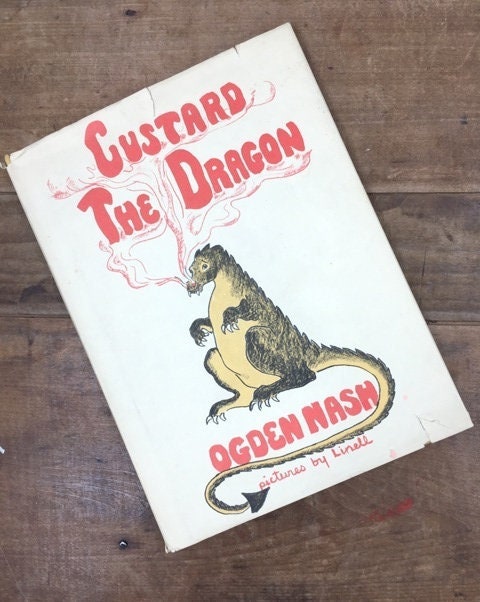 CUSTARD
THE DRAGON
OGDEN NASH
pictures by Linell